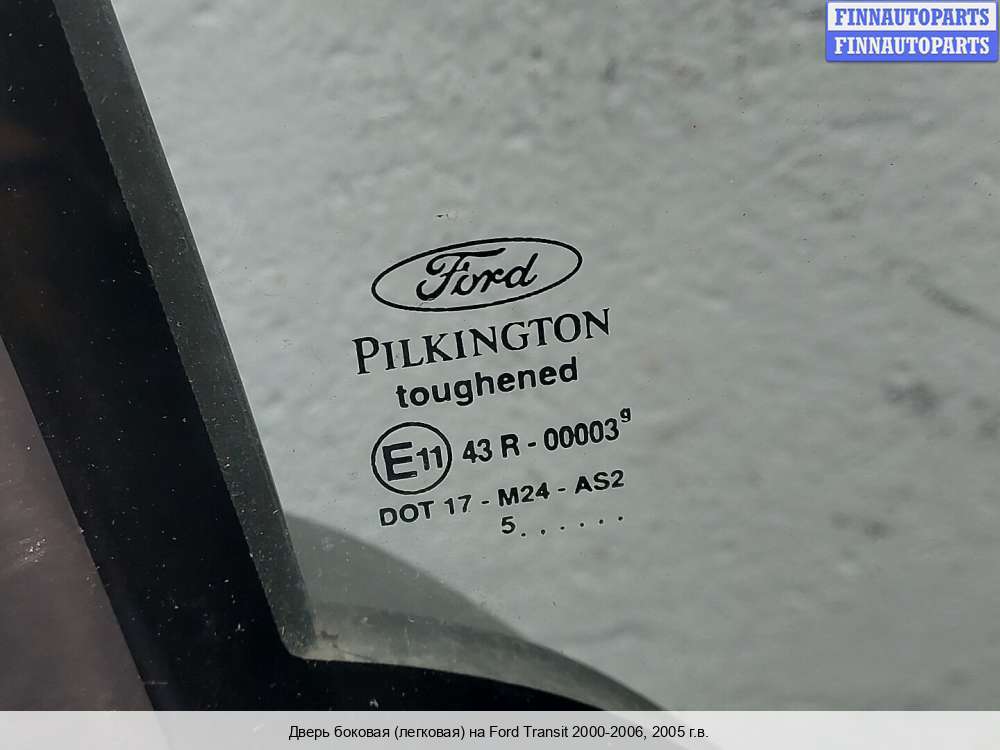 FINNAUTOPARTS
FINNAUTOPARTS
Ford
PILKINGTON
toughened
E11 43 R - 00003 g
DOT 17 - M24 - AS2
5. . . . . .
Дверь боковая (легковая) на Ford Transit 2000-2006, 2005 г.в.